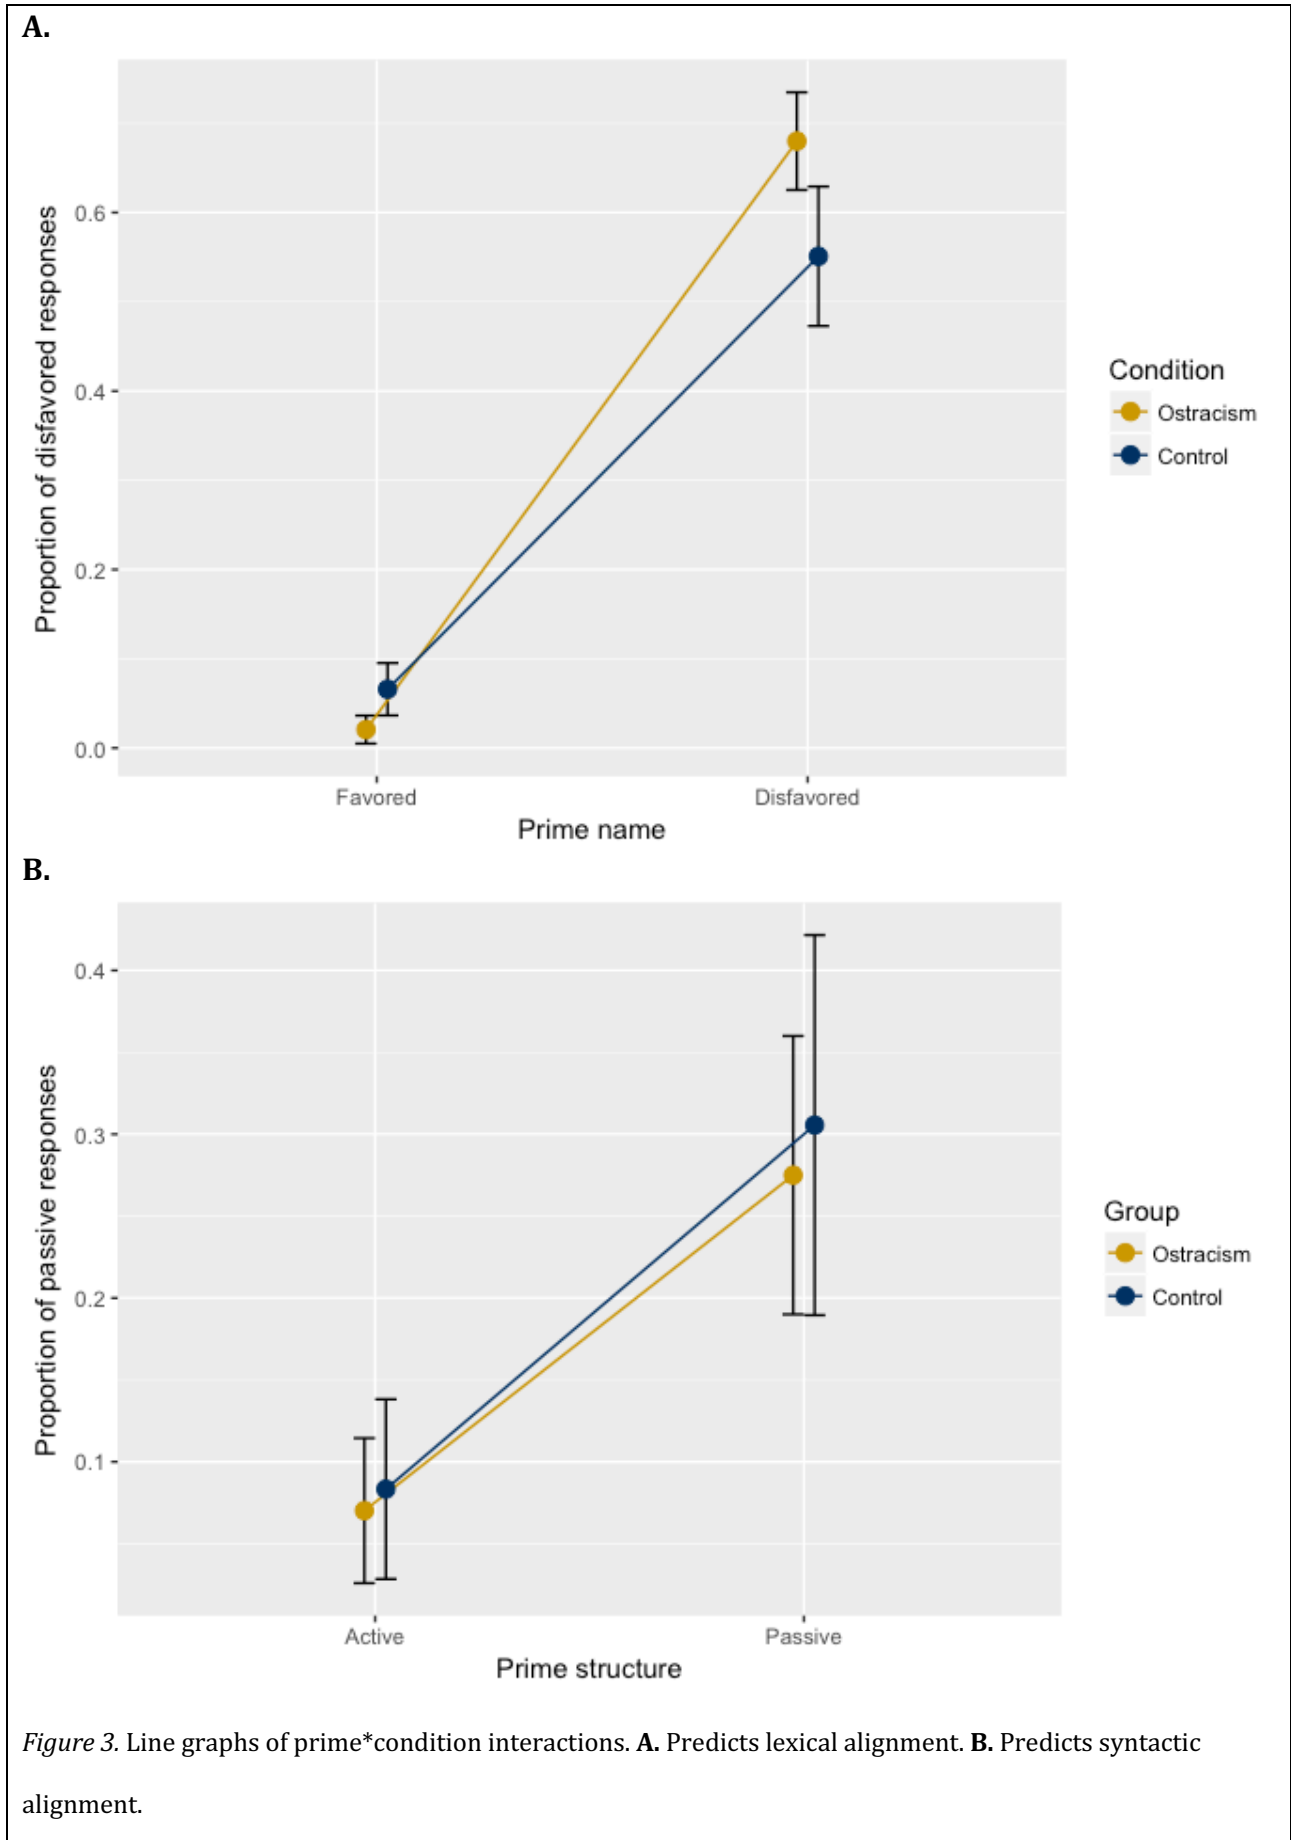 A.
Proportion of disfavored responses
0.6
0.4
0.2
0.0
Favored
Disfavored
Prime name
Condition
Ostracism
Control
B.
Proportion of passive responses
0.4
0.3
0.2
0.1
Active
Passive
Prime structure
Group
Ostracism
Control
Figure 3. Line graphs of prime*condition interactions. A. Predicts lexical alignment. B. Predicts syntactic
alignment.